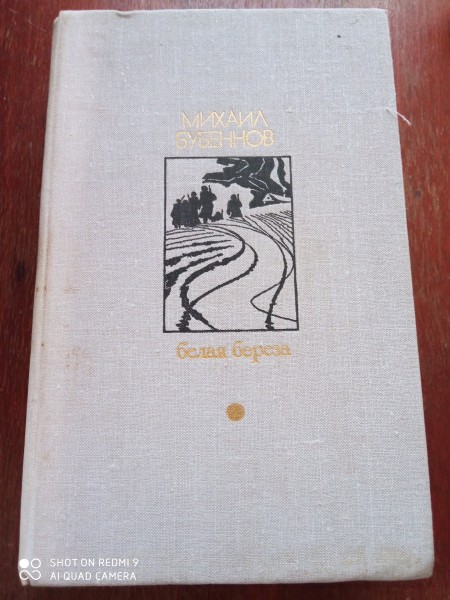 МИХАИЛ
БУБЕННОВ
белая береза
SHOT ON REDMI 9
AI QUAD CAMERA